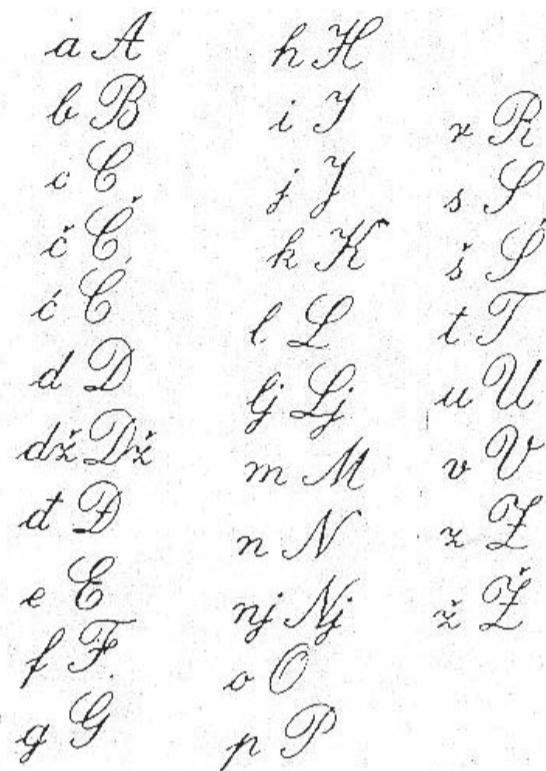 a A
b B
c C
č Č
ć Ć
d D
dž Dž
đ Đ
e E
f F
g G
h H
i I
j J
k K
l L
lj Lj
m M
n N
nj Nj
o O
p P
r R
s S
š Š
t T
u U
v V
z Z
ž Ž